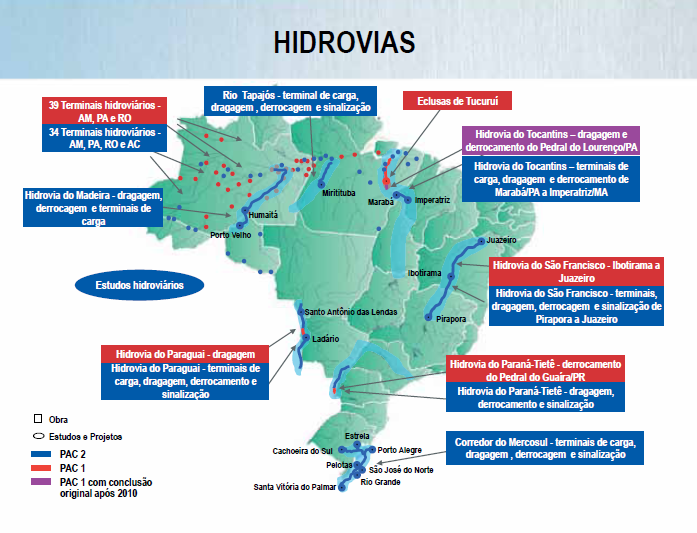 HIDROVIAS
39 Terminais hidroviários -
AM, PA e RO
34 Terminais hidroviários -
AM, PA, RO e AC
Rio Tapajós - terminal de carga,
dragagem , derrocagem e sinalização
Eclusas de Tucuruí
Hidrovia do Tocantins – dragagem e
derrocamento do Pedral do Lourenço/PA
Hidrovia do Tocantins – terminais de
carga, dragagem e derrocamento de
Marabá/PA a Imperatriz/MA
Hidrovia do Madeira - dragagem,
derrocagem e terminais de
carga
Miritituba
Marabá
Imperatriz
Humaitá
Porto Velho
Juazeiro
Ibotirama
Pirapora
Hidrovia do São Francisco - Ibotirama a
Juazeiro
Hidrovia do São Francisco - terminais,
dragagem, derrocagem e sinalização de
Pirapora a Juazeiro
Estudos hidroviários
Santo Antônio das Lendas
Ladário
Hidrovia do Paraguai - dragagem
Hidrovia do Paraguai - terminais de
carga, dragagem, derrocamento e
sinalização
Hidrovia do Paraná-Tietê - derrocamento
do Pedral do Guaíra/PR
Hidrovia do Paraná-Tietê - dragagem,
derrocamento e sinalização
Corredor do Mercosul - terminais de carga,
dragagem , derrocagem e sinalização
Estrela
Cachoeira do Sul
Porto Alegre
Pelotas
São José do Norte
Rio Grande
Santa Vitória do Palmar
Obra
Estudos e Projetos
PAC 2
PAC 1
PAC 1 com conclusão
original após 2010